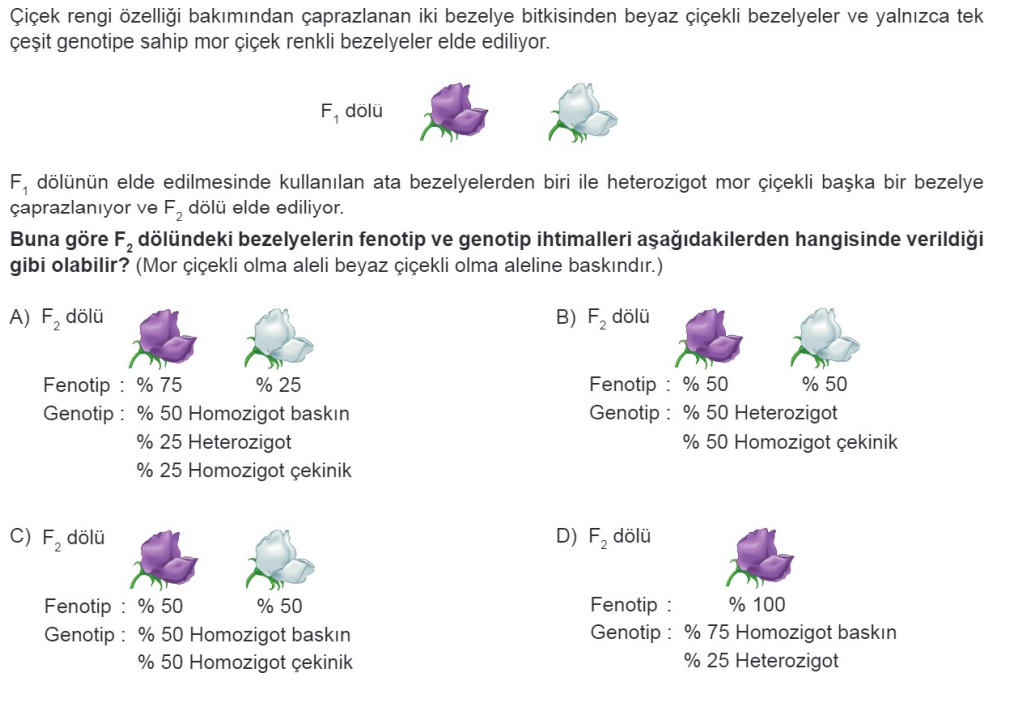 Çiçek rengi özelliği bakımından çaprazlanan iki bezelye bitkisinden beyaz çiçekli bezelyeler ve yalnızca tek
çeşit genotipe sahip mor çiçek renkli bezelyeler elde ediliyor.
F₁ dölü
F₁ dölünün elde edilmesinde kullanılan ata bezelyelerden biri ile heterozigot mor çiçekli başka bir bezelye
çaprazlanıyor ve F₂ dölü elde ediliyor.
Buna göre F₂ dölündeki bezelyelerin fenotip ve genotip ihtimalleri aşağıdakilerden hangisinde verildiği
gibi olabilir? (Mor çiçekli olma aleli beyaz çiçekli olma aleline baskındır.)
A) F₂ dölü
Fenotip : % 75 % 25
Genotip : % 50 Homozigot baskın
% 25 Heterozigot
% 25 Homozigot çekinik
B) F₂ dölü
Fenotip : % 50 % 50
Genotip : % 50 Heterozigot
% 50 Homozigot çekinik
C) F₂ dölü
Fenotip : % 50 % 50
Genotip : % 50 Homozigot baskın
% 50 Homozigot çekinik
D) F₂ dölü
Fenotip : % 100
Genotip : % 75 Homozigot baskın
% 25 Heterozigot